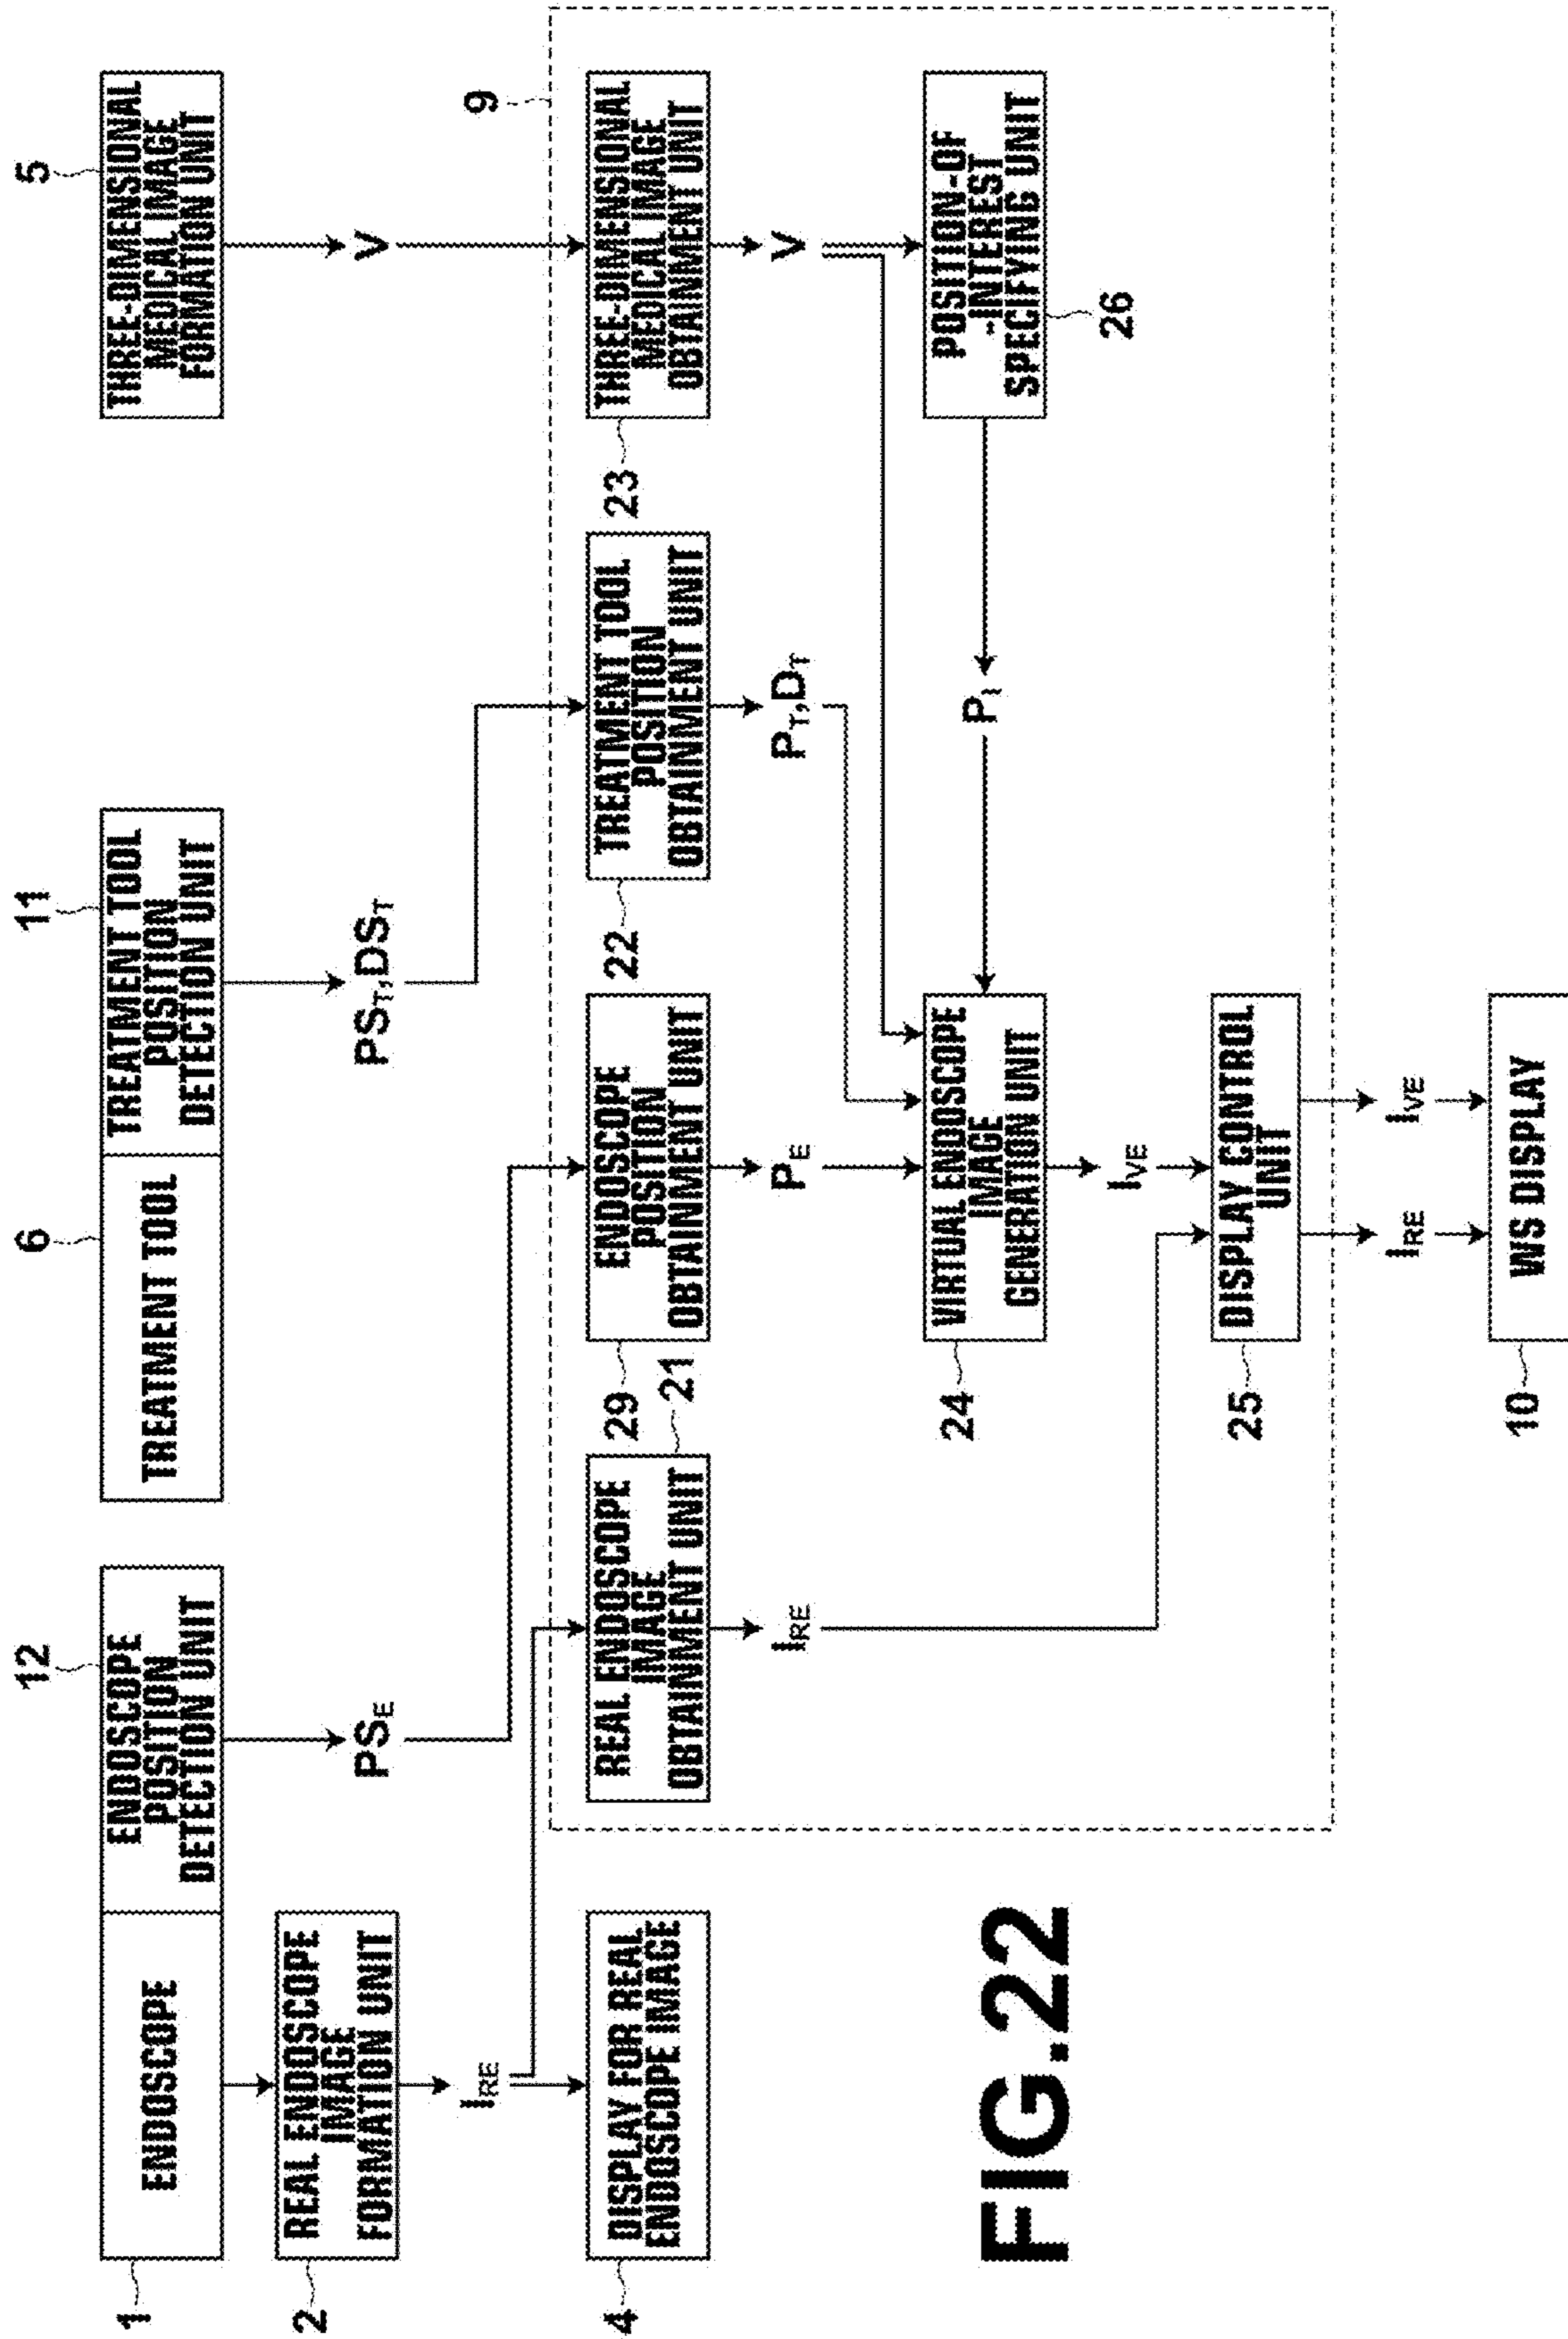 12
6
11
5
ENDOSCOPE
ENDOSCOPE
POSITION
DETECTION UNIT
TREATMENT TOOL
TREATMENT TOOL
POSITION
DETECTION UNIT
THREE-DIMENSIONAL
MEDICAL IMAGE
FORMATION UNIT
1
REAL ENDOSCOPE
IMAGE
FORMATION UNIT
2
PSE
PST,DST
V
IRE
9
DISPLAY FOR REAL
ENDOSCOPE IMAGE
4
REAL ENDOSCOPE
IMAGE
OBTAINMENT UNIT
21
ENDOSCOPE
POSITION
OBTAINMENT UNIT
29
TREATMENT TOOL
POSITION
OBTAINMENT UNIT
22
THREE-DIMENSIONAL
MEDICAL IMAGE
OBTAINMENT UNIT
23
IRE
PE
PT,DT
V
VIRTUAL ENDOSCOPE
IMAGE
GENERATION UNIT
24
PI
POSITION-OF
-INTEREST
SPECIFYING UNIT
26
IVE
DISPLAY CONTROL
UNIT
25
IRE
IVE
WS DISPLAY
10
FIG.22